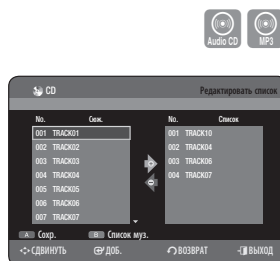 Audio CD MP3
CD Редактировать список
No. Сюж. No. Список
001 TRACK01 001 TRACK10
002 TRACK02 002 TRACK04
003 TRACK03 003 TRACK06
004 TRACK04 004 TRACK07
005 TRACK05
006 TRACK06
007 TRACK07
A Сохр. B Список муз.
СДВИНУТЬ ДОБ. ВОЗВРАТ ВЫХОД